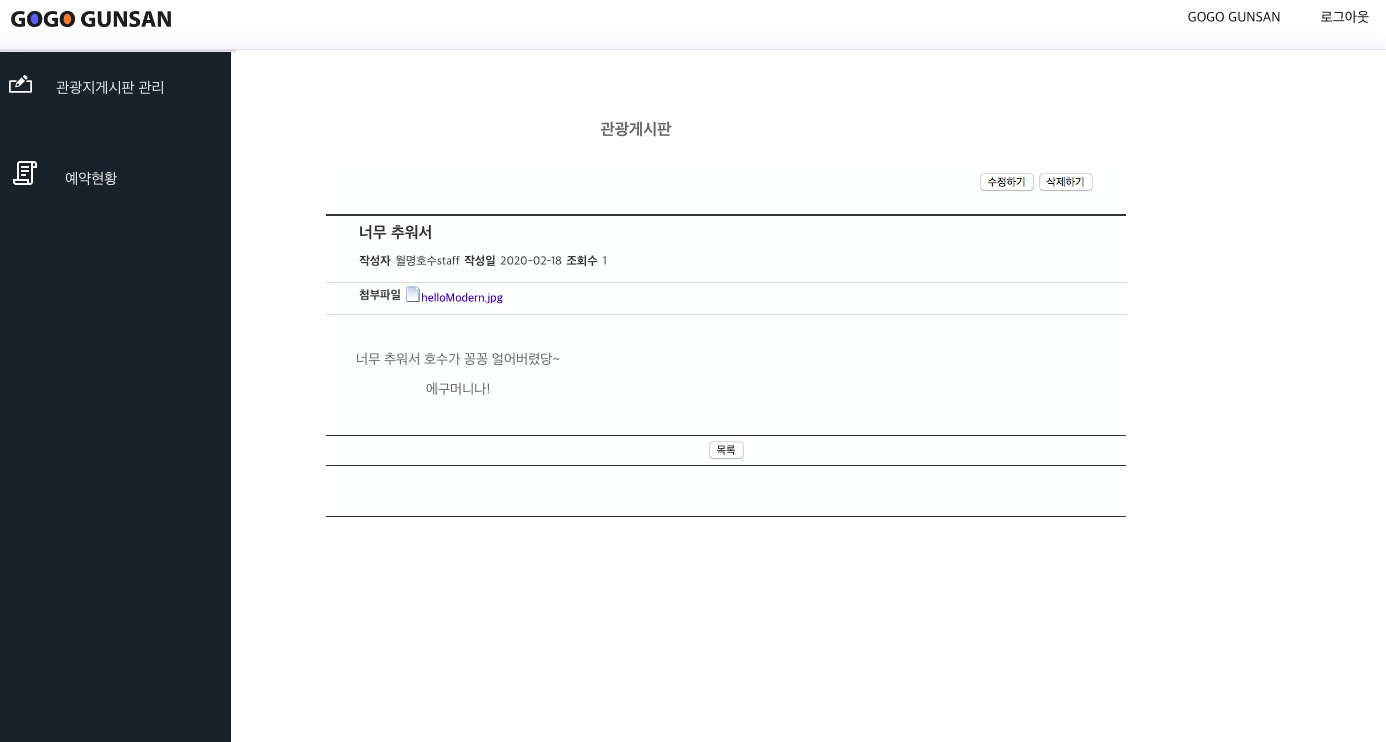 GOGO GUNSAN
GOGO GUNSAN 로그아웃
관광지게시판 관리
예약현황
관광게시판
수정하기 삭제하기
너무 추워서
작성자 월명호수staff 작성일 2020-02-18 조회수 1
첨부파일 helloModern.jpg
너무 추워서 호수가 꽁꽁 얼어버렸당~
에구머니나!
목록